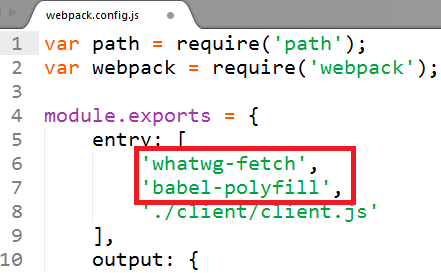 webpack.config.js
1 var path = require('path');
2 var webpack = require('webpack');
3
4 module.exports = {
5 entry: [
6 'whatwg-fetch',
7 'babel-polyfill',
8 './client/client.js'
9 ],
10 output: {